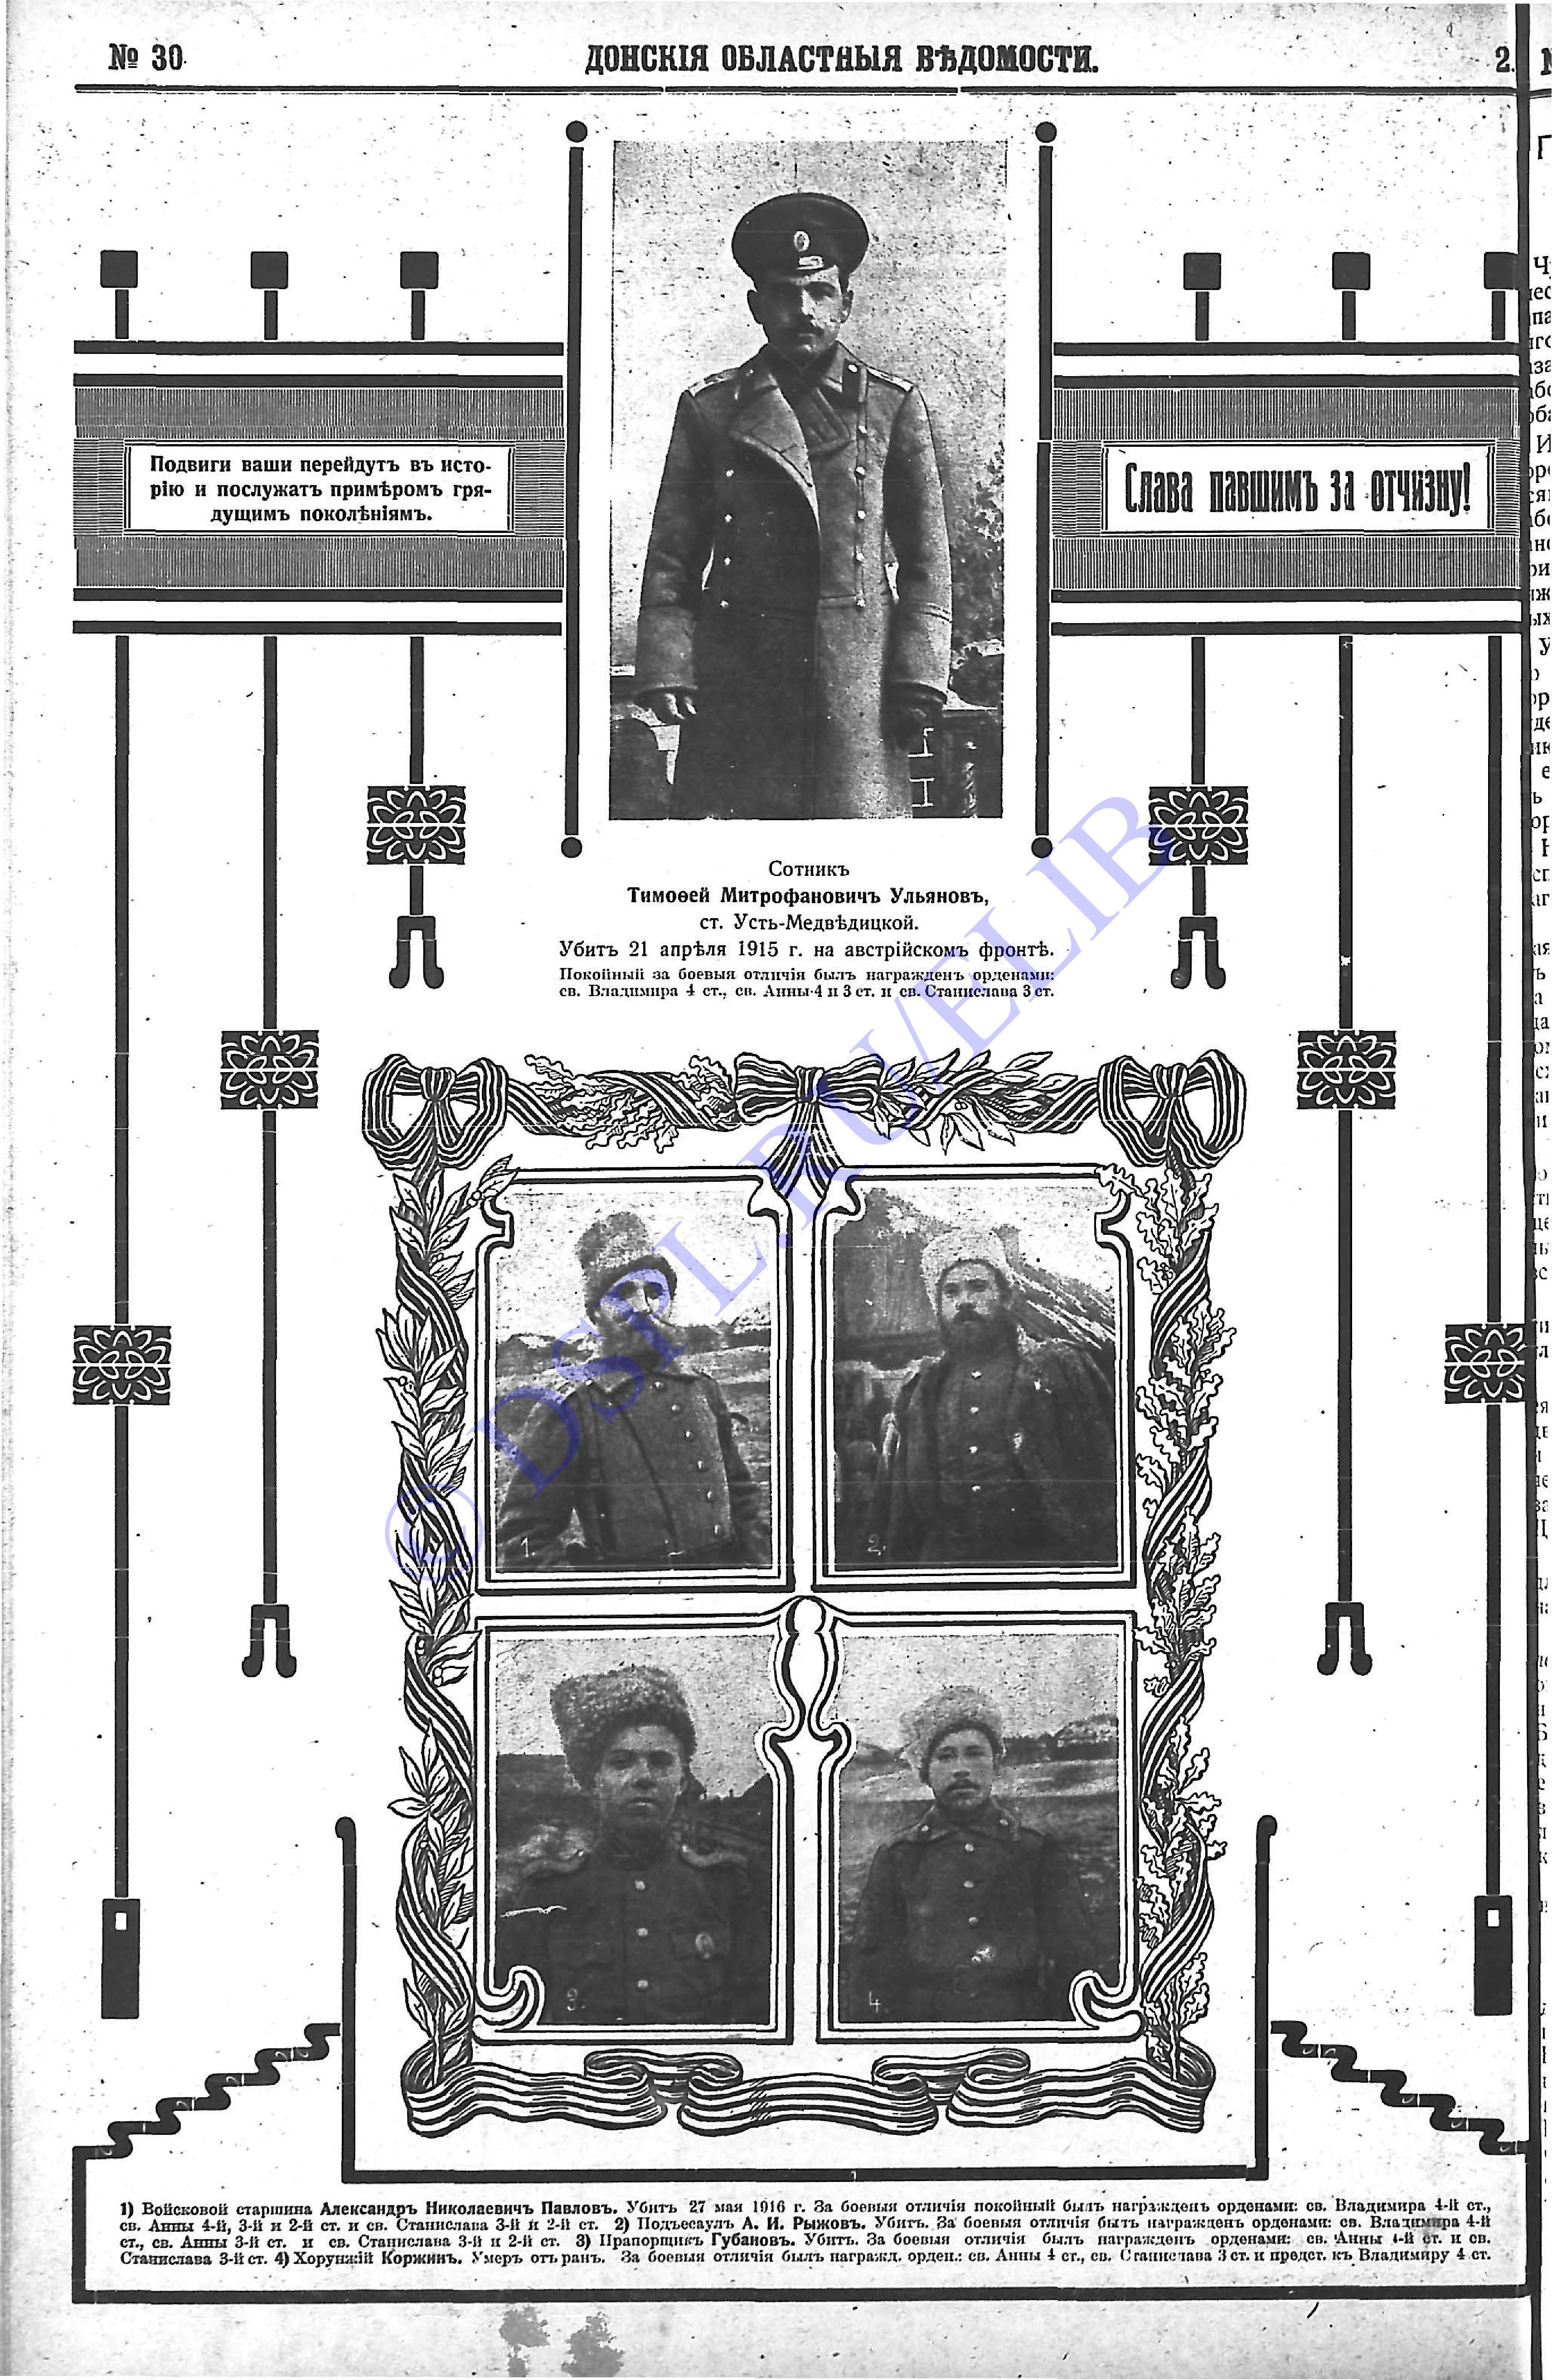 № 30
ДОНСКІЯ ОБЛАСТНЫЯ ВѢДОМОСТИ.
2.
Подвиги ваши перейдутъ въ исто-
рію и послужатъ примѣромъ гря-
дущимъ поколѣніямъ.
Слава павшимъ за отчизну!
Сотникъ
Тимоѳей Митрофановичъ Ульяновъ,
ст. Усть-Медвѣдицкой.
Убитъ 21 апрѣля 1915 г. на австрійскомъ фронтѣ.
Покойный за боевыя отличія былъ награжденъ орденами:
св. Владимира 4 ст., св. Анны 4 и 3 ст. и св. Станислава 3 ст.
1.
2.
3.
4.
© DSPL.RU/ELIB
1) Войсковой старшина Александръ Николаевичъ Павловъ. Убитъ 27 мая 1916 г. За боевыя отличія покойный былъ награжденъ орденами: св. Владимира 4-й ст.,
св. Анны 4-й, 3-й и 2-й ст. и св. Станислава 3-й и 2-й ст. 2) Подъесаулъ А. И. Рыжовъ. Убитъ. За боевыя отличія былъ награжденъ орденами: св. Владимира 4-й
ст., св. Анны 3-й ст. и св. Станислава 3-й и 2-й ст. 3) Прапорщикъ Губановъ. Убитъ. За боевыя отличія былъ награжденъ орденами: св. Анны 4-й ст. и св.
Станислава 3-й ст. 4) Хорунжій Коржинъ. Умеръ отъ ранъ. За боевыя отличія былъ награжд. орден.: св. Анны 4 ст., св. Станислава 3 ст. и предст. къ Владимиру 4 ст.